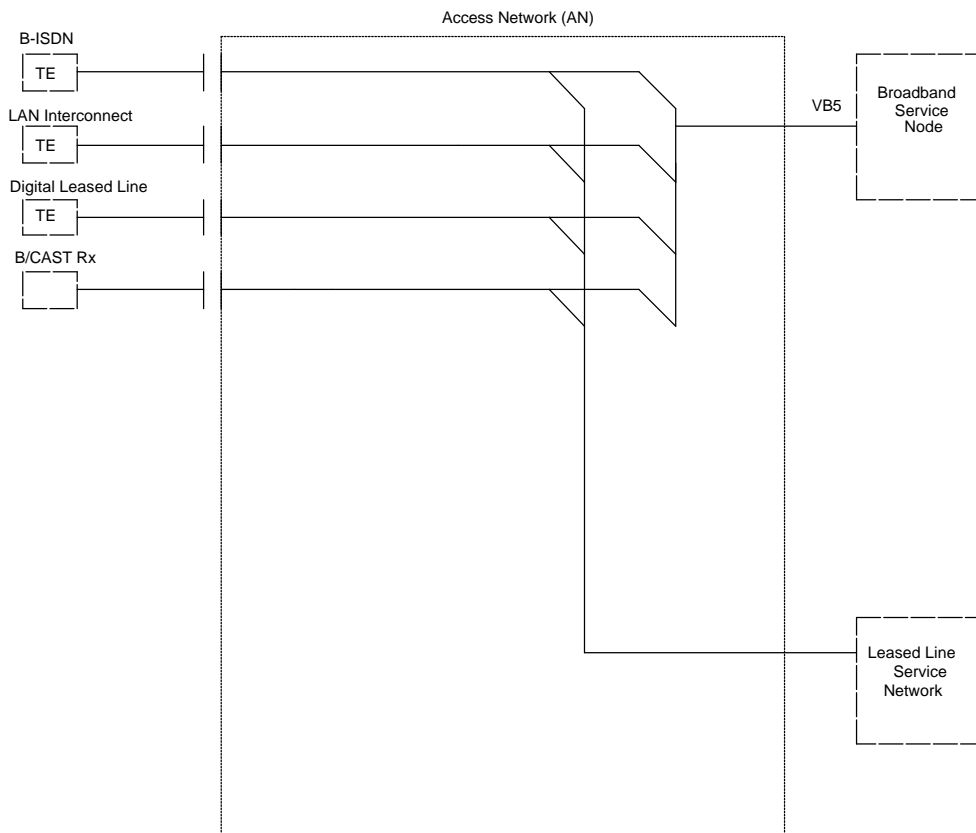 Access Network (AN)
B-ISDN
TE
LAN Interconnect
TE
Digital Leased Line
TE
B/CAST Rx
VB5
Broadband
Service
Node
Leased Line
Service
Network